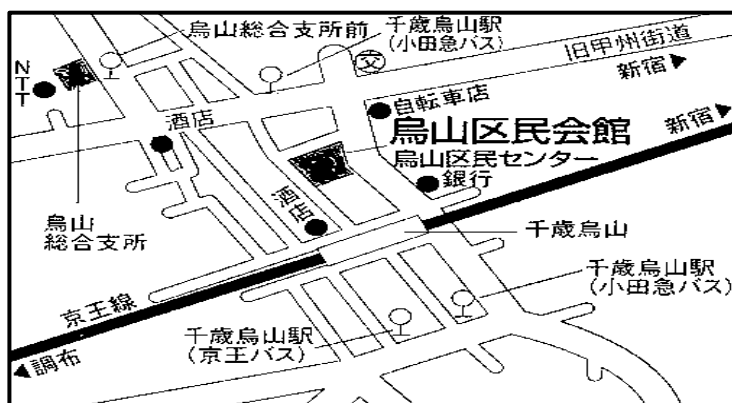 烏山総合支所前
千歳烏山駅
(小田急バス)
交
旧甲州街道
新宿▶
NTT
酒店
自転車店
新宿▶
烏山区民会館
烏山区民センター
銀行
酒店
烏山
総合支所
千歳烏山
千歳烏山駅
(小田急バス)
京王線
千歳烏山駅
(京王バス)
◀調布